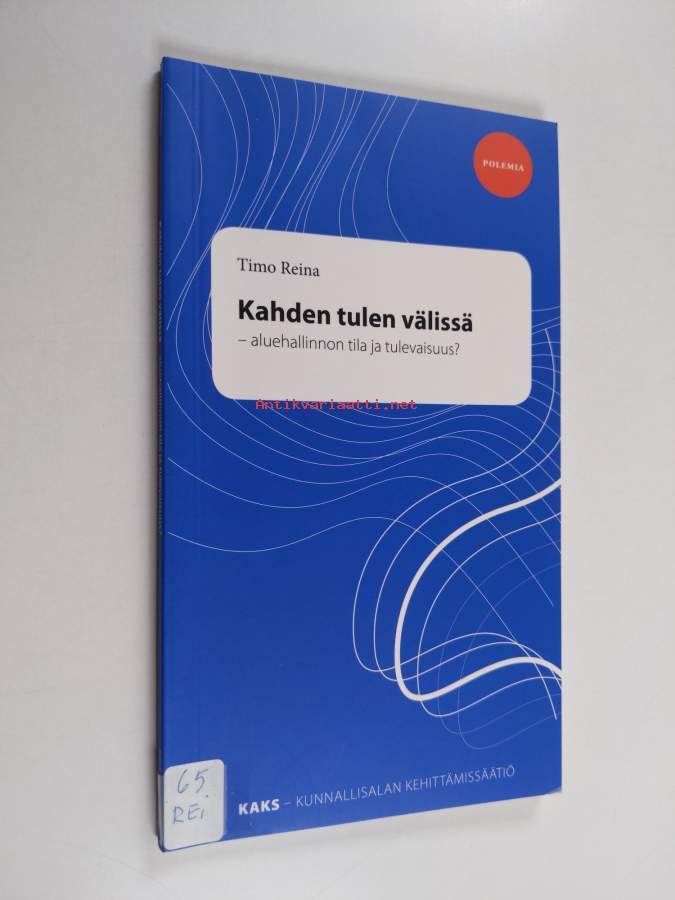 POLEMIA
Timo Reina
Kahden tulen välissä
– aluehallinnon tila ja tulevaisuus?
Antikvariaatti.net
65
REI
KAKS – KUNNALLISALAN KEHITTÄMISSÄÄTIÖ